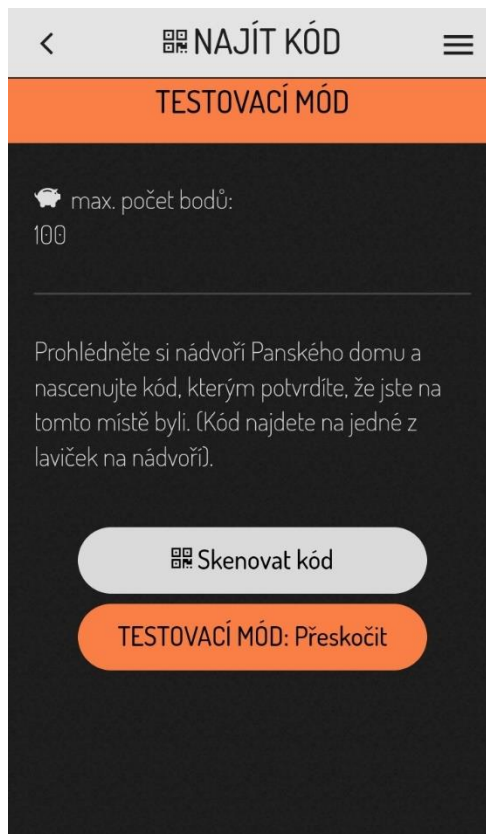 NAJÍT KÓD
TESTOVACÍ MÓD
max. počet bodů:
100
Prohlédněte si nádvoří Panského domu a
nascenujte kód, kterým potvrdíte, že jste na
tomto místě byli. (Kód najdete na jedné z
laviček na nádvoří).
Skenovat kód
TESTOVACÍ MÓD: Přeskočit